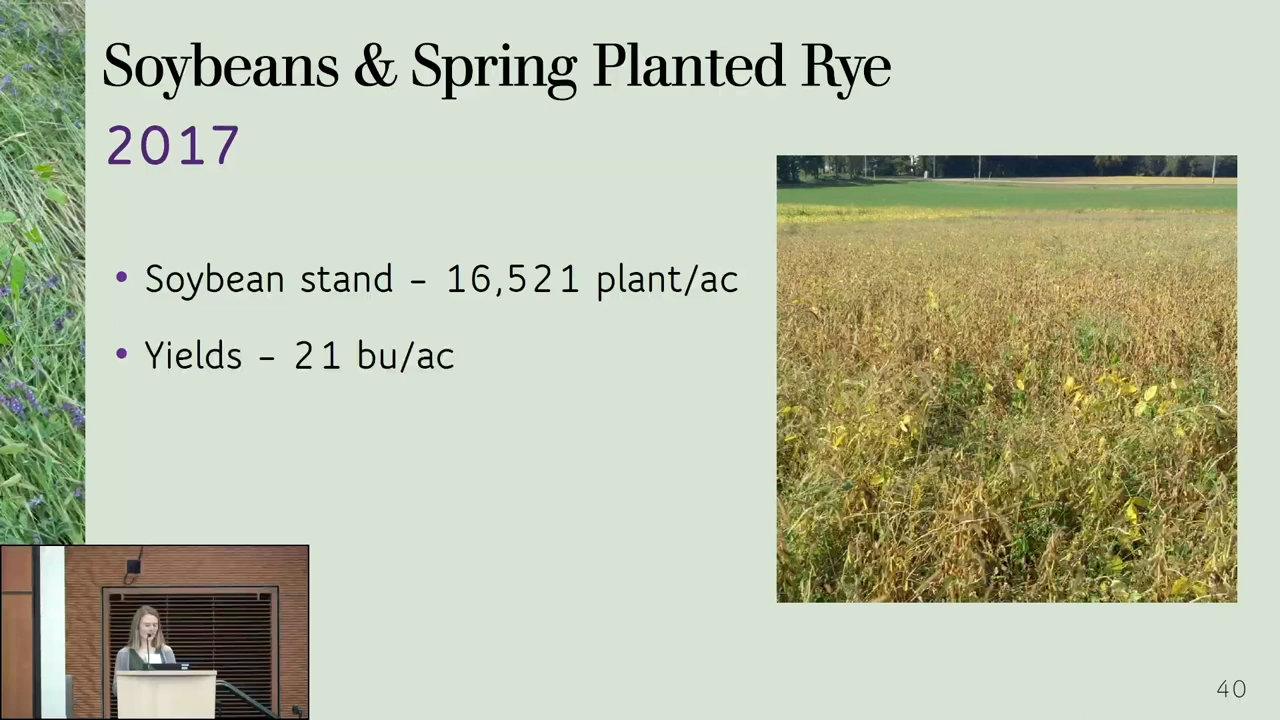 Soybeans & Spring Planted Rye
2017
• Soybean stand – 16,521 plant/ac
• Yields – 21 bu/ac
40